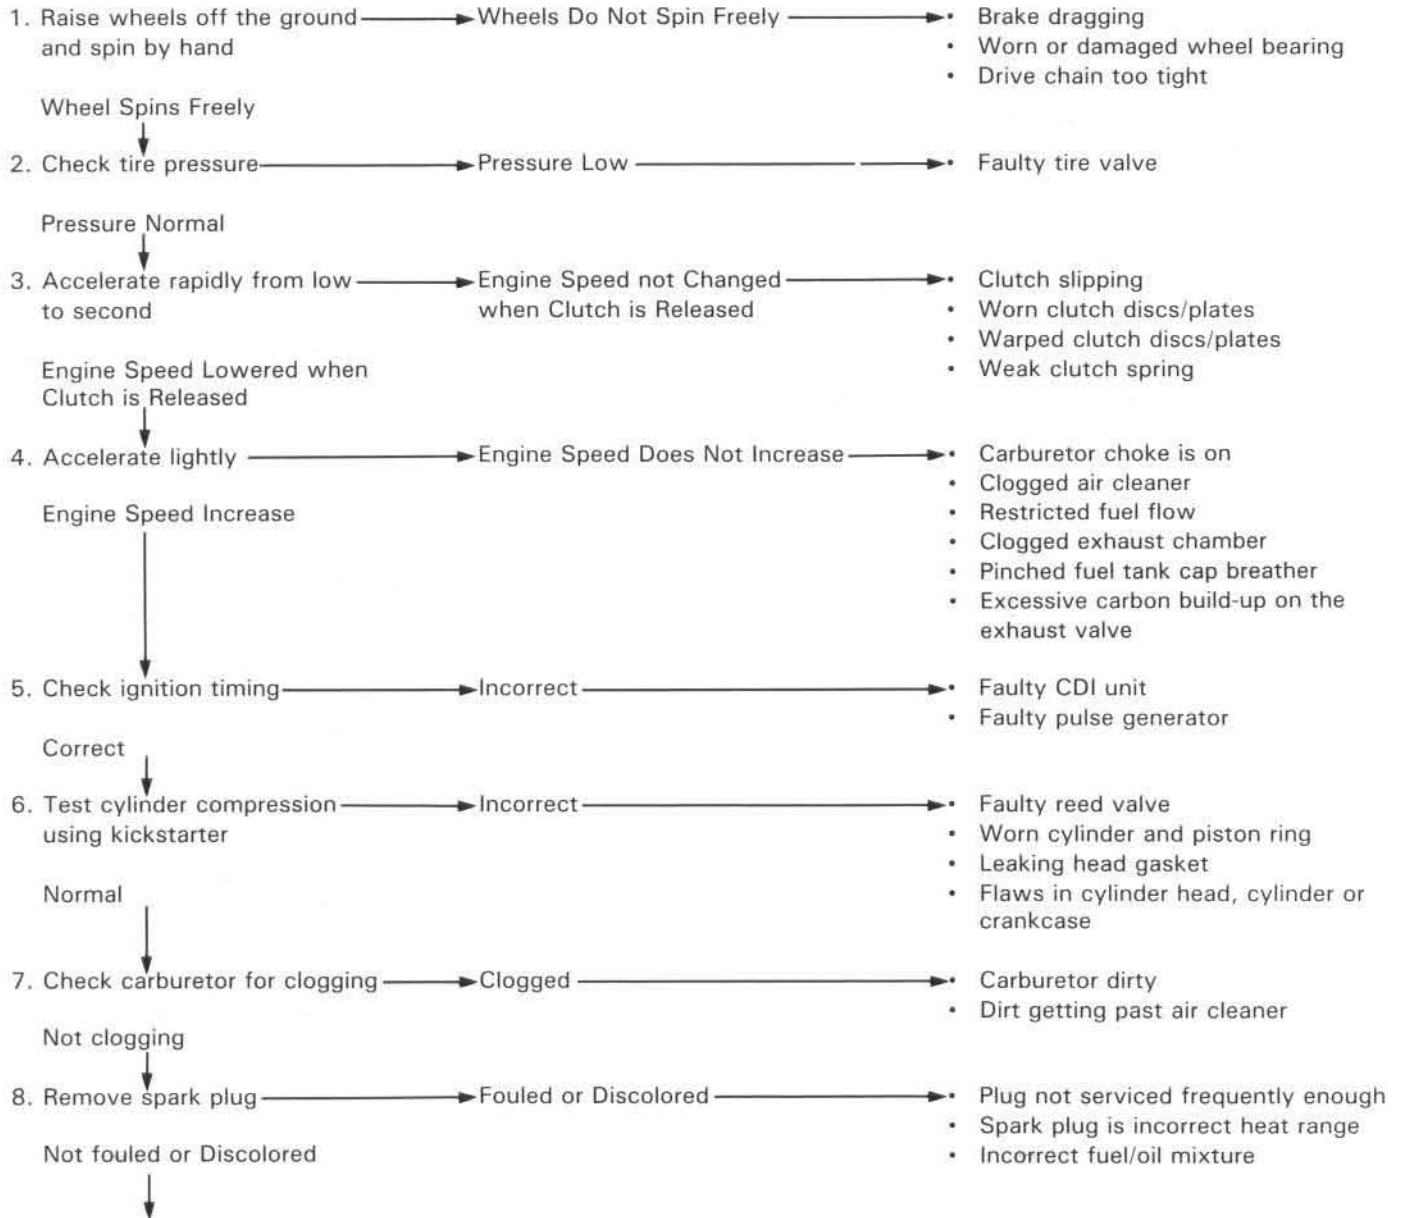 1. Raise wheels off the ground Wheels Do Not Spin Freely • Brake dragging
and spin by hand • Worn or damaged wheel bearing
• Drive chain too tight
Wheel Spins Freely
2. Check tire pressure Pressure Low • Faulty tire valve
Pressure Normal
3. Accelerate rapidly from low Engine Speed not Changed • Clutch slipping
to second when Clutch is Released • Worn clutch discs/plates
• Warped clutch discs/plates
Engine Speed Lowered when • Weak clutch spring
Clutch is Released
4. Accelerate lightly Engine Speed Does Not Increase • Carburetor choke is on
• Clogged air cleaner
Engine Speed Increase • Restricted fuel flow
• Clogged exhaust chamber
• Pinched fuel tank cap breather
• Excessive carbon build-up on the
exhaust valve
5. Check ignition timing Incorrect • Faulty CDI unit
• Faulty pulse generator
Correct
6. Test cylinder compression Incorrect • Faulty reed valve
using kickstarter • Worn cylinder and piston ring
• Leaking head gasket
Normal • Flaws in cylinder head, cylinder or
crankcase
7. Check carburetor for clogging Clogged • Carburetor dirty
• Dirt getting past air cleaner
Not clogging
8. Remove spark plug Fouled or Discolored • Plug not serviced frequently enough
• Spark plug is incorrect heat range
Not fouled or Discolored • Incorrect fuel/oil mixture